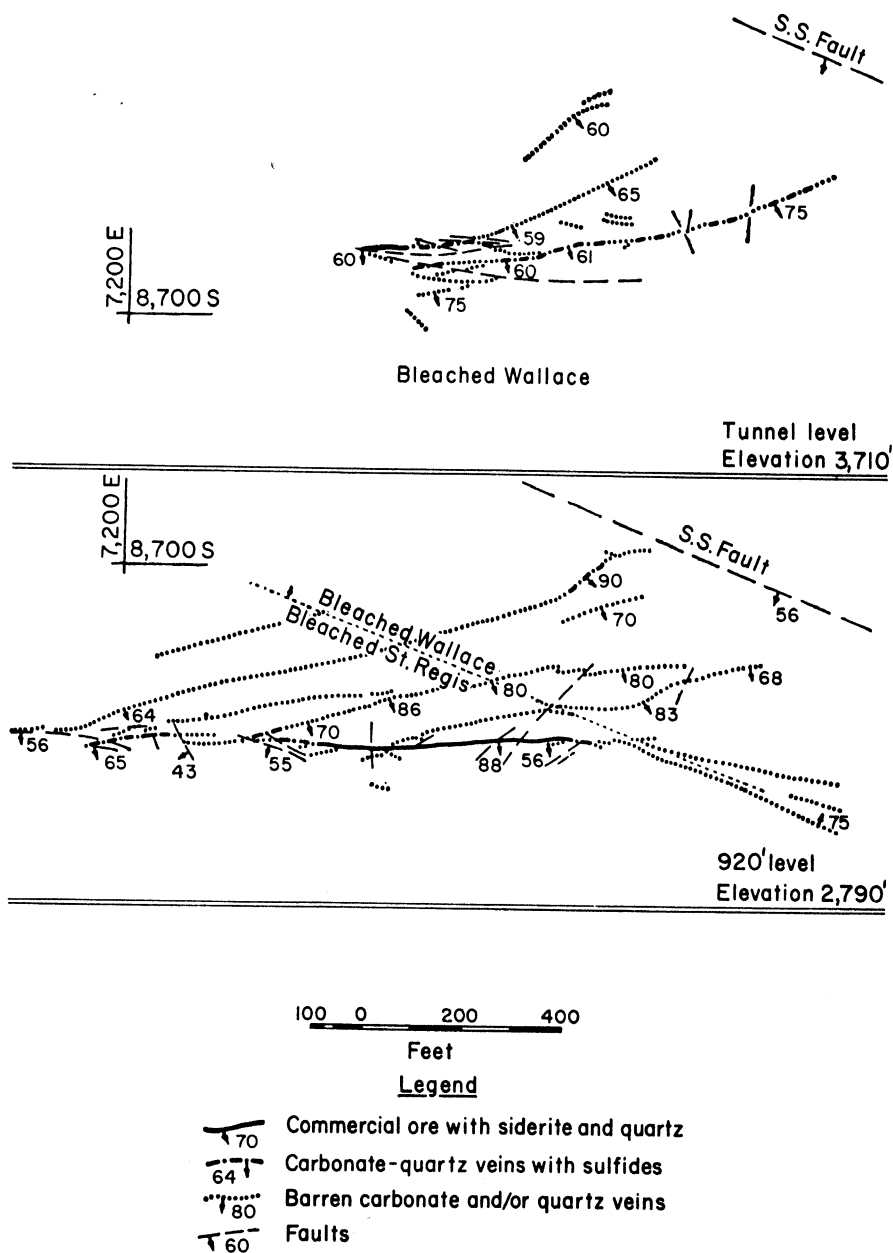 S.S. Fault
60
65
75
59
60
61
60
75
7,200 E
8,700 S
Bleached Wallace
Tunnel level
Elevation 3,710'
7,200 E
8,700 S
S.S. Fault
56
90
70
Bleached Wallace
Bleached St. Regis
80
80
68
86
83
64
70
56
65
43
55
88
56
75
920' level
Elevation 2,790'
100 0 200 400
Feet
Legend
70 Commercial ore with siderite and quartz
64 Carbonate-quartz veins with sulfides
80 Barren carbonate and/or quartz veins
60 Faults